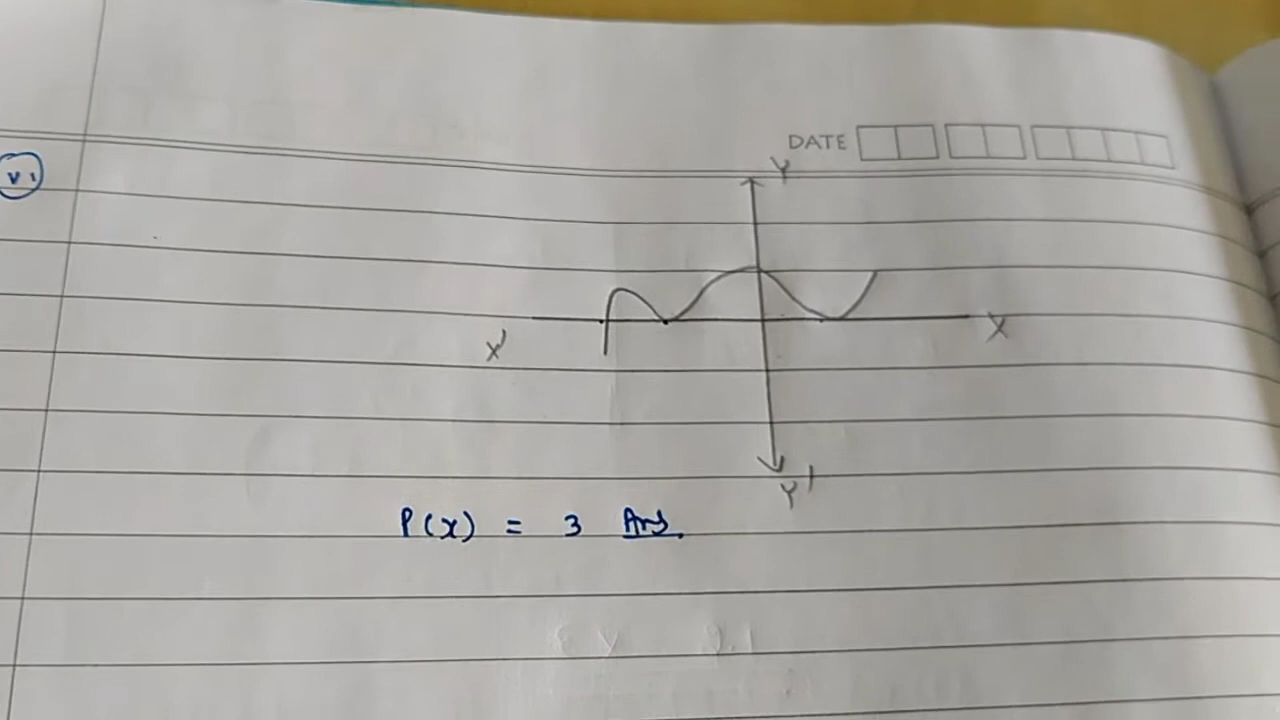 DATE
vi
Y
X' X
Y'
P(x) = 3 Ans.